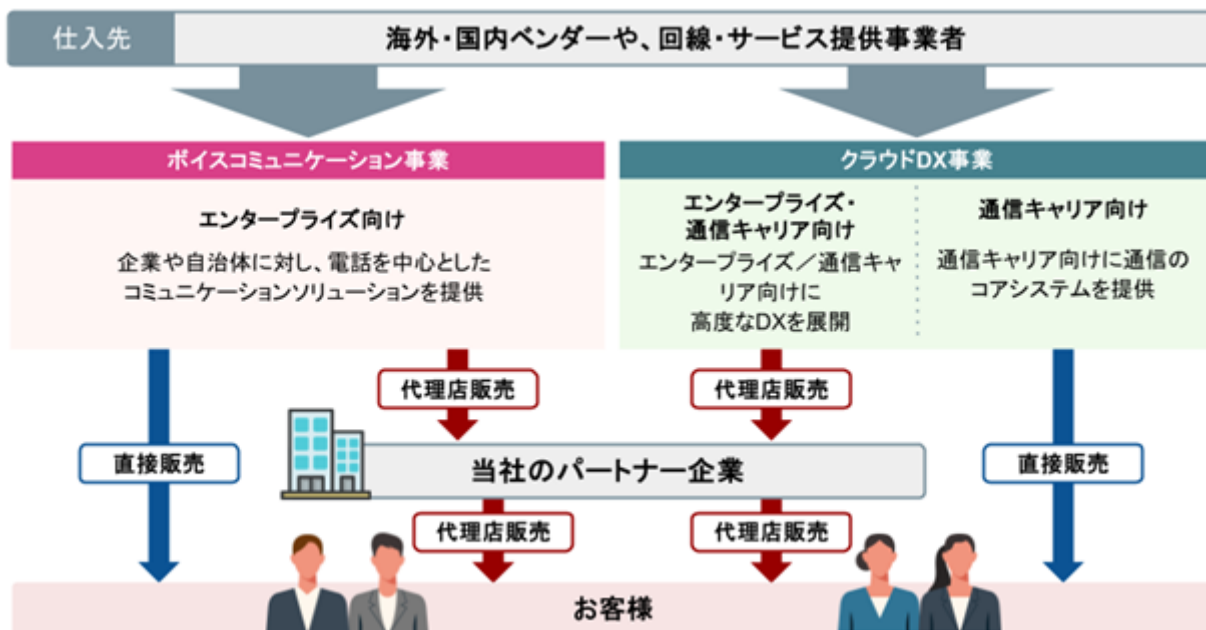 仕入先
海外・国内ベンダーや、回線・サービス提供事業者
ボイスコミュニケーション事業
エンタープライズ向け
企業や自治体に対し、電話を中心とした
コミュニケーションソリューションを提供
クラウドDX事業
エンタープライズ・
通信キャリア向け
エンタープライズ／通信キャ
リア向けに
高度なDXを展開
通信キャリア向け
通信キャリア向けに通信の
コアシステムを提供
代理店販売
代理店販売
直接販売
当社のパートナー企業
直接販売
代理店販売
代理店販売
お客様